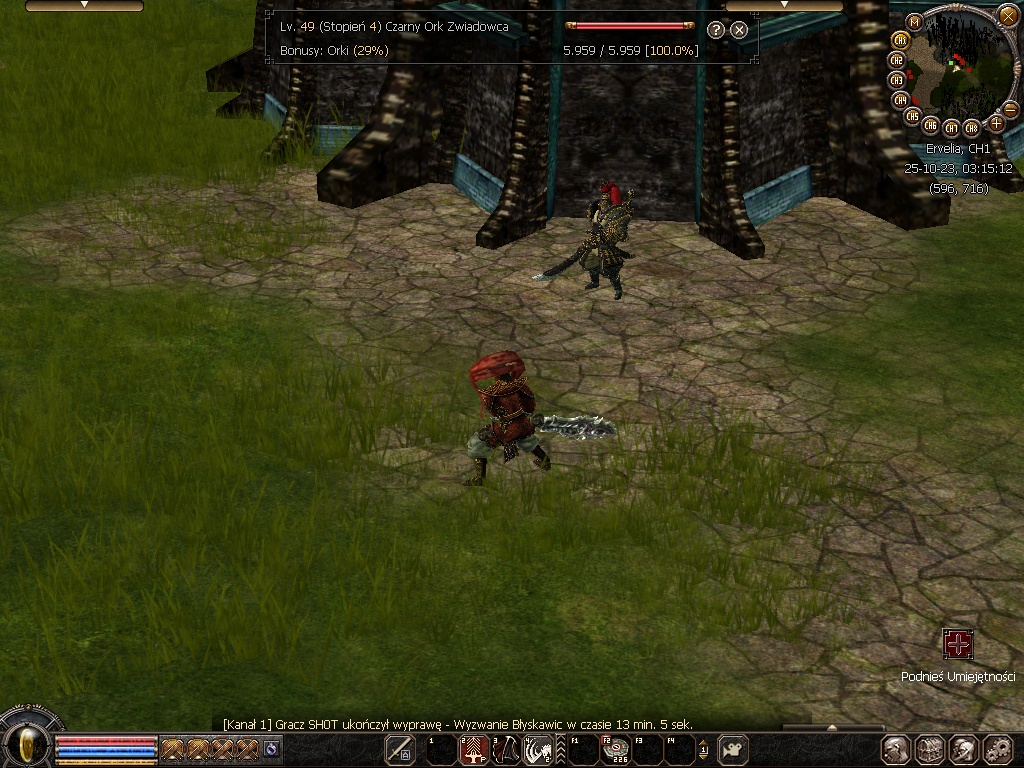 Lv. 49 (Stopień 4) Czarny Ork Zwiadowca
Bonusy: Orki (29%)
5.959 / 5.959 [100.0%]
?
M
CH1
CH2
CH3
CH4
CH5
CH6
CH7
CH8
Ervelia, CH1
25-10-23, 03:15:12
(596, 716)
Podnieś Umiejętności
[Kanał 1] Gracz SH0T ukończył wyprawę - Wyzwanie Błyskawic w czasie 13 min. 5 sek.
1
2
P
3
4
2
F1
F2
226
F3
F4
1